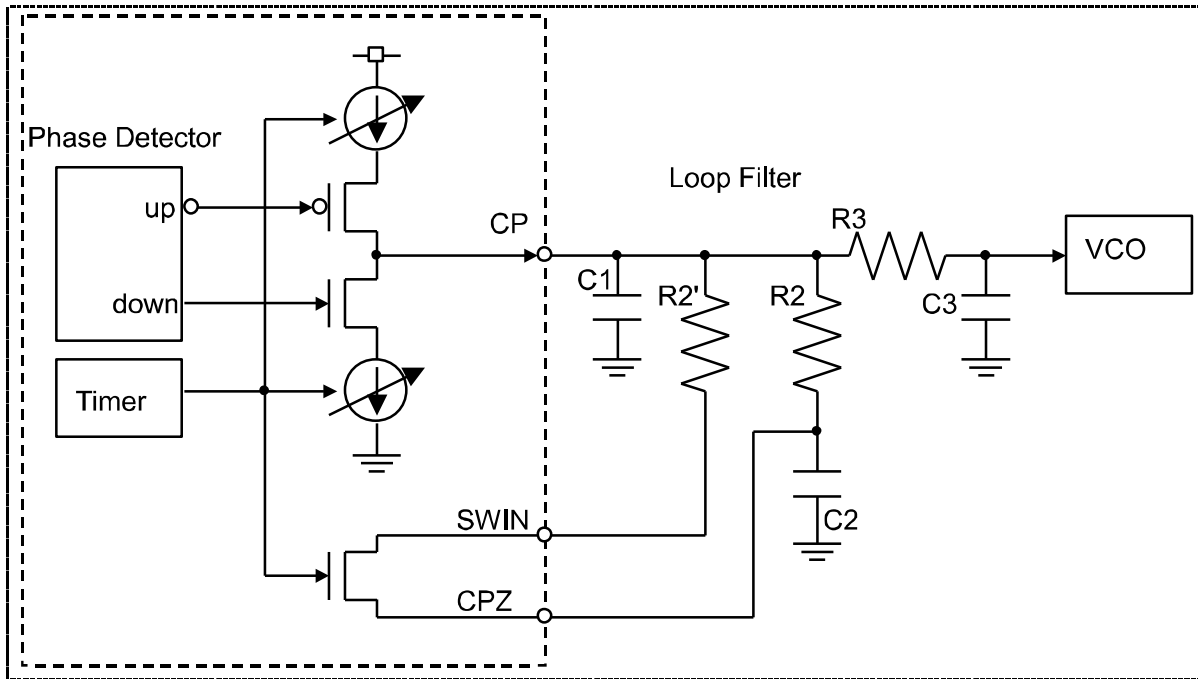 Phase Detector
up
down
Timer
CP
SWIN
CPZ
Loop Filter
C1
R2'
R2
R3
C3
C2
VCO